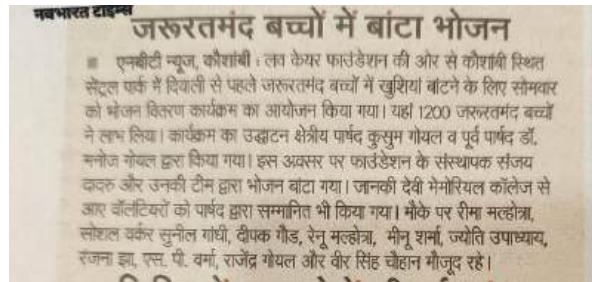 नवभारत टाइम्स
जरूरतमंद बच्चों में बांटा भोजन
■ एनबीटी न्यूज, कौशांबी : लव केयर फाउंडेशन की ओर से कौशांबी स्थित
सेंट्रल पार्क में दिवाली से पहले जरूरतमंद बच्चों में खुशियां बांटने के लिए सोमवार
को भोजन वितरण कार्यक्रम का आयोजन किया गया। यहां 1200 जरूरतमंद बच्चों
ने लाभ लिया। कार्यक्रम का उद्घाटन क्षेत्रीय पार्षद कुसुम गोयल व पूर्व पार्षद डॉ.
मनोज गोयल द्वारा किया गया। इस अवसर पर फाउंडेशन के संस्थापक संजय
दादरु और उनकी टीम द्वारा भोजन बांटा गया। जानकी देवी मेमोरियल कॉलेज से
आए वॉलंटियरों को पार्षद द्वारा सम्मानित भी किया गया। मौके पर रीमा मल्होत्रा,
सोशल वर्कर सुनील गांधी, दीपक गौड, रेनू मल्होत्रा, मीनू शर्मा, ज्योति उपाध्याय,
रंजना झा, एस. पी. वर्मा, राजेंद्र गोयल और वीर सिंह चौहान मौजूद रहे।